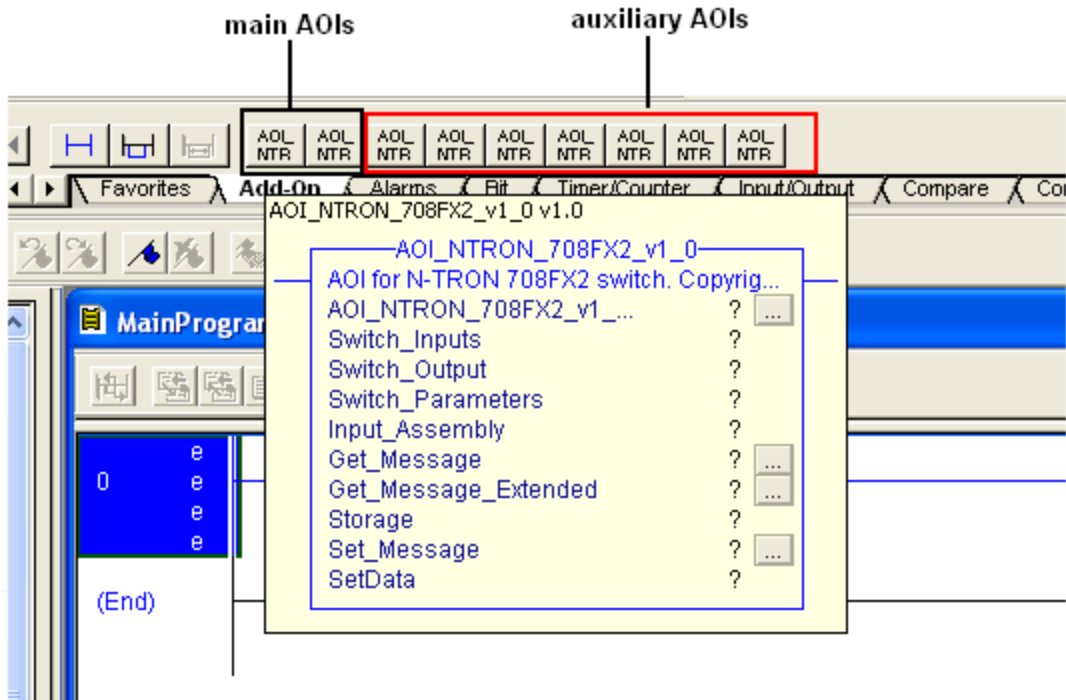 main AOIs
auxiliary AOIs
AOI_ AOI_ AOI_ AOI_ AOI_ AOI_ AOI_ AOI_ AOI_
NTR NTR NTR NTR NTR NTR NTR NTR NTR
Favorites Add-On Alarms Bit Timer/Counter Input/Output Compare Co
AOI_NTRON_708FX2_v1_0 v1.0
AOI_NTRON_708FX2_v1_0
AOI for N-TRON 708FX2 switch. Copyrig...
AOI_NTRON_708FX2_v1_... ? ...
Switch_Inputs ?
Switch_Output ?
Switch_Parameters ?
Input_Assembly ?
Get_Message ? ...
Get_Message_Extended ? ...
Storage ?
Set_Message ? ...
SetData ?
MainProgra
e
0 e
e
e
(End)